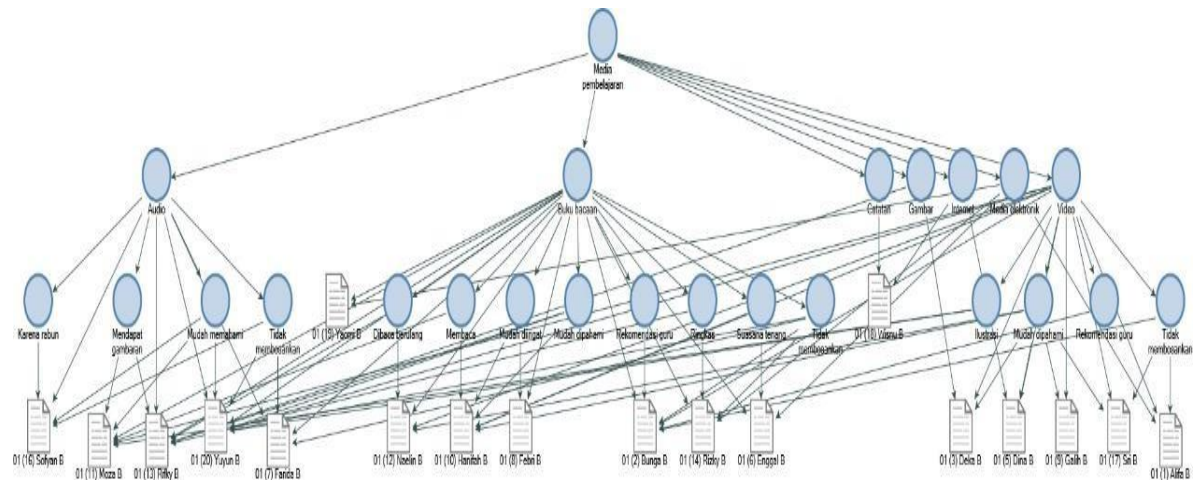 Media
pembelajaran
Audio
Buku bacaan
Catatan
Gambar
Internet
Media elektronik
Video
Karena rabun
Mendapat
gambaran
Mudah memahami
Tidak
membosankan
01 (19) Yaomi B
Dibaca berulang
Membaca
Mudah diingat
Mudah dipahami
Rekomendasi guru
Ringkas
Suasana tenang
Tidak
membosankan
01 (18) Wisnu B
Ilustrasi
Mudah dipahami
Rekomendasi guru
Tidak
membosankan
01 (16) Sofyan B
01 (11) Moza B
01 (13) Rifky B
01 (20) Yuyun B
01 (7) Farida B
01 (12) Naelin B
01 (10) Hanifah B
01 (8) Febri B
01 (2) Bunga B
01 (14) Rizky B
01 (6) Enggal B
01 (3) Deka B
01 (5) Dina B
01 (9) Galih B
01 (17) Sri B
01 (1) Alifa B